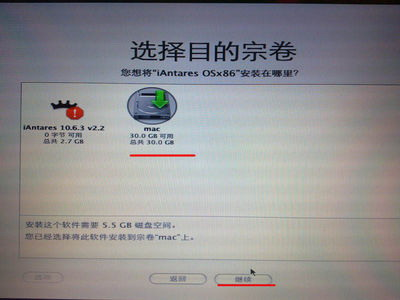 选择目的宗卷
您想将“iAntares OSx86”安装在哪里?
iAntares 10.6.3 v2.2
0 字节 可用
总共 2.7 GB
mac
30.0 GB 可用
总共 30.0 GB
安装这个软件需要 5.5 GB 磁盘空间。
您已经选择将此软件安装到宗卷“mac”上。
选项
返回
继续